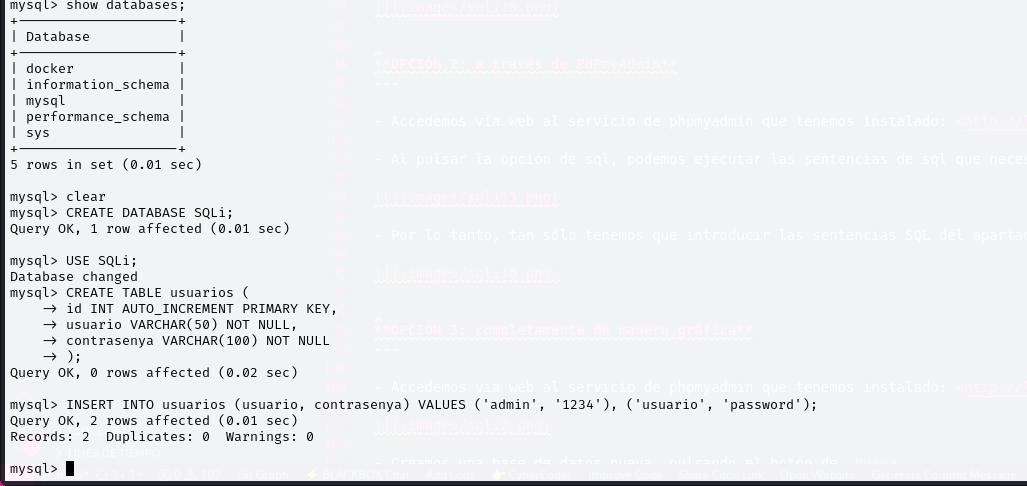 mysql> show databases;
+--------------------+
| Database           |
+--------------------+
| docker             |
| information_schema |
| mysql              |
| performance_schema |
| sys                |
+--------------------+
5 rows in set (0.01 sec)
mysql> clear
mysql> CREATE DATABASE SQLi;
Query OK, 1 row affected (0.01 sec)
mysql> USE SQLi;
Database changed
mysql> CREATE TABLE usuarios (
    -> id INT AUTO_INCREMENT PRIMARY KEY,
    -> usuario VARCHAR(50) NOT NULL,
    -> contrasenya VARCHAR(100) NOT NULL
    -> );
Query OK, 0 rows affected (0.02 sec)
mysql> INSERT INTO usuarios (usuario, contrasenya) VALUES ('admin', '1234'), ('usuario', 'password');
Query OK, 2 rows affected (0.01 sec)
Records: 2  Duplicates: 0  Warnings: 0
mysql>
**OPCIÓN 2: a través de PHPmyAdmin**
---
- Accedemos vía web al servicio de phpmyadmin que tenemos instalado: <http://
- Al pulsar la opción de sql, podemos ejecutar las sentencias de sql que
- Por lo tanto, tan sólo tenemos que introducir las sentencias SQL del
**OPCIÓN 3: completamente de manera gráfica**
---
- Accedemos vía web al servicio de phpmyadmin que tenemos instalado: <http://
- Creamos una base de datos nueva, pulsando el botón de